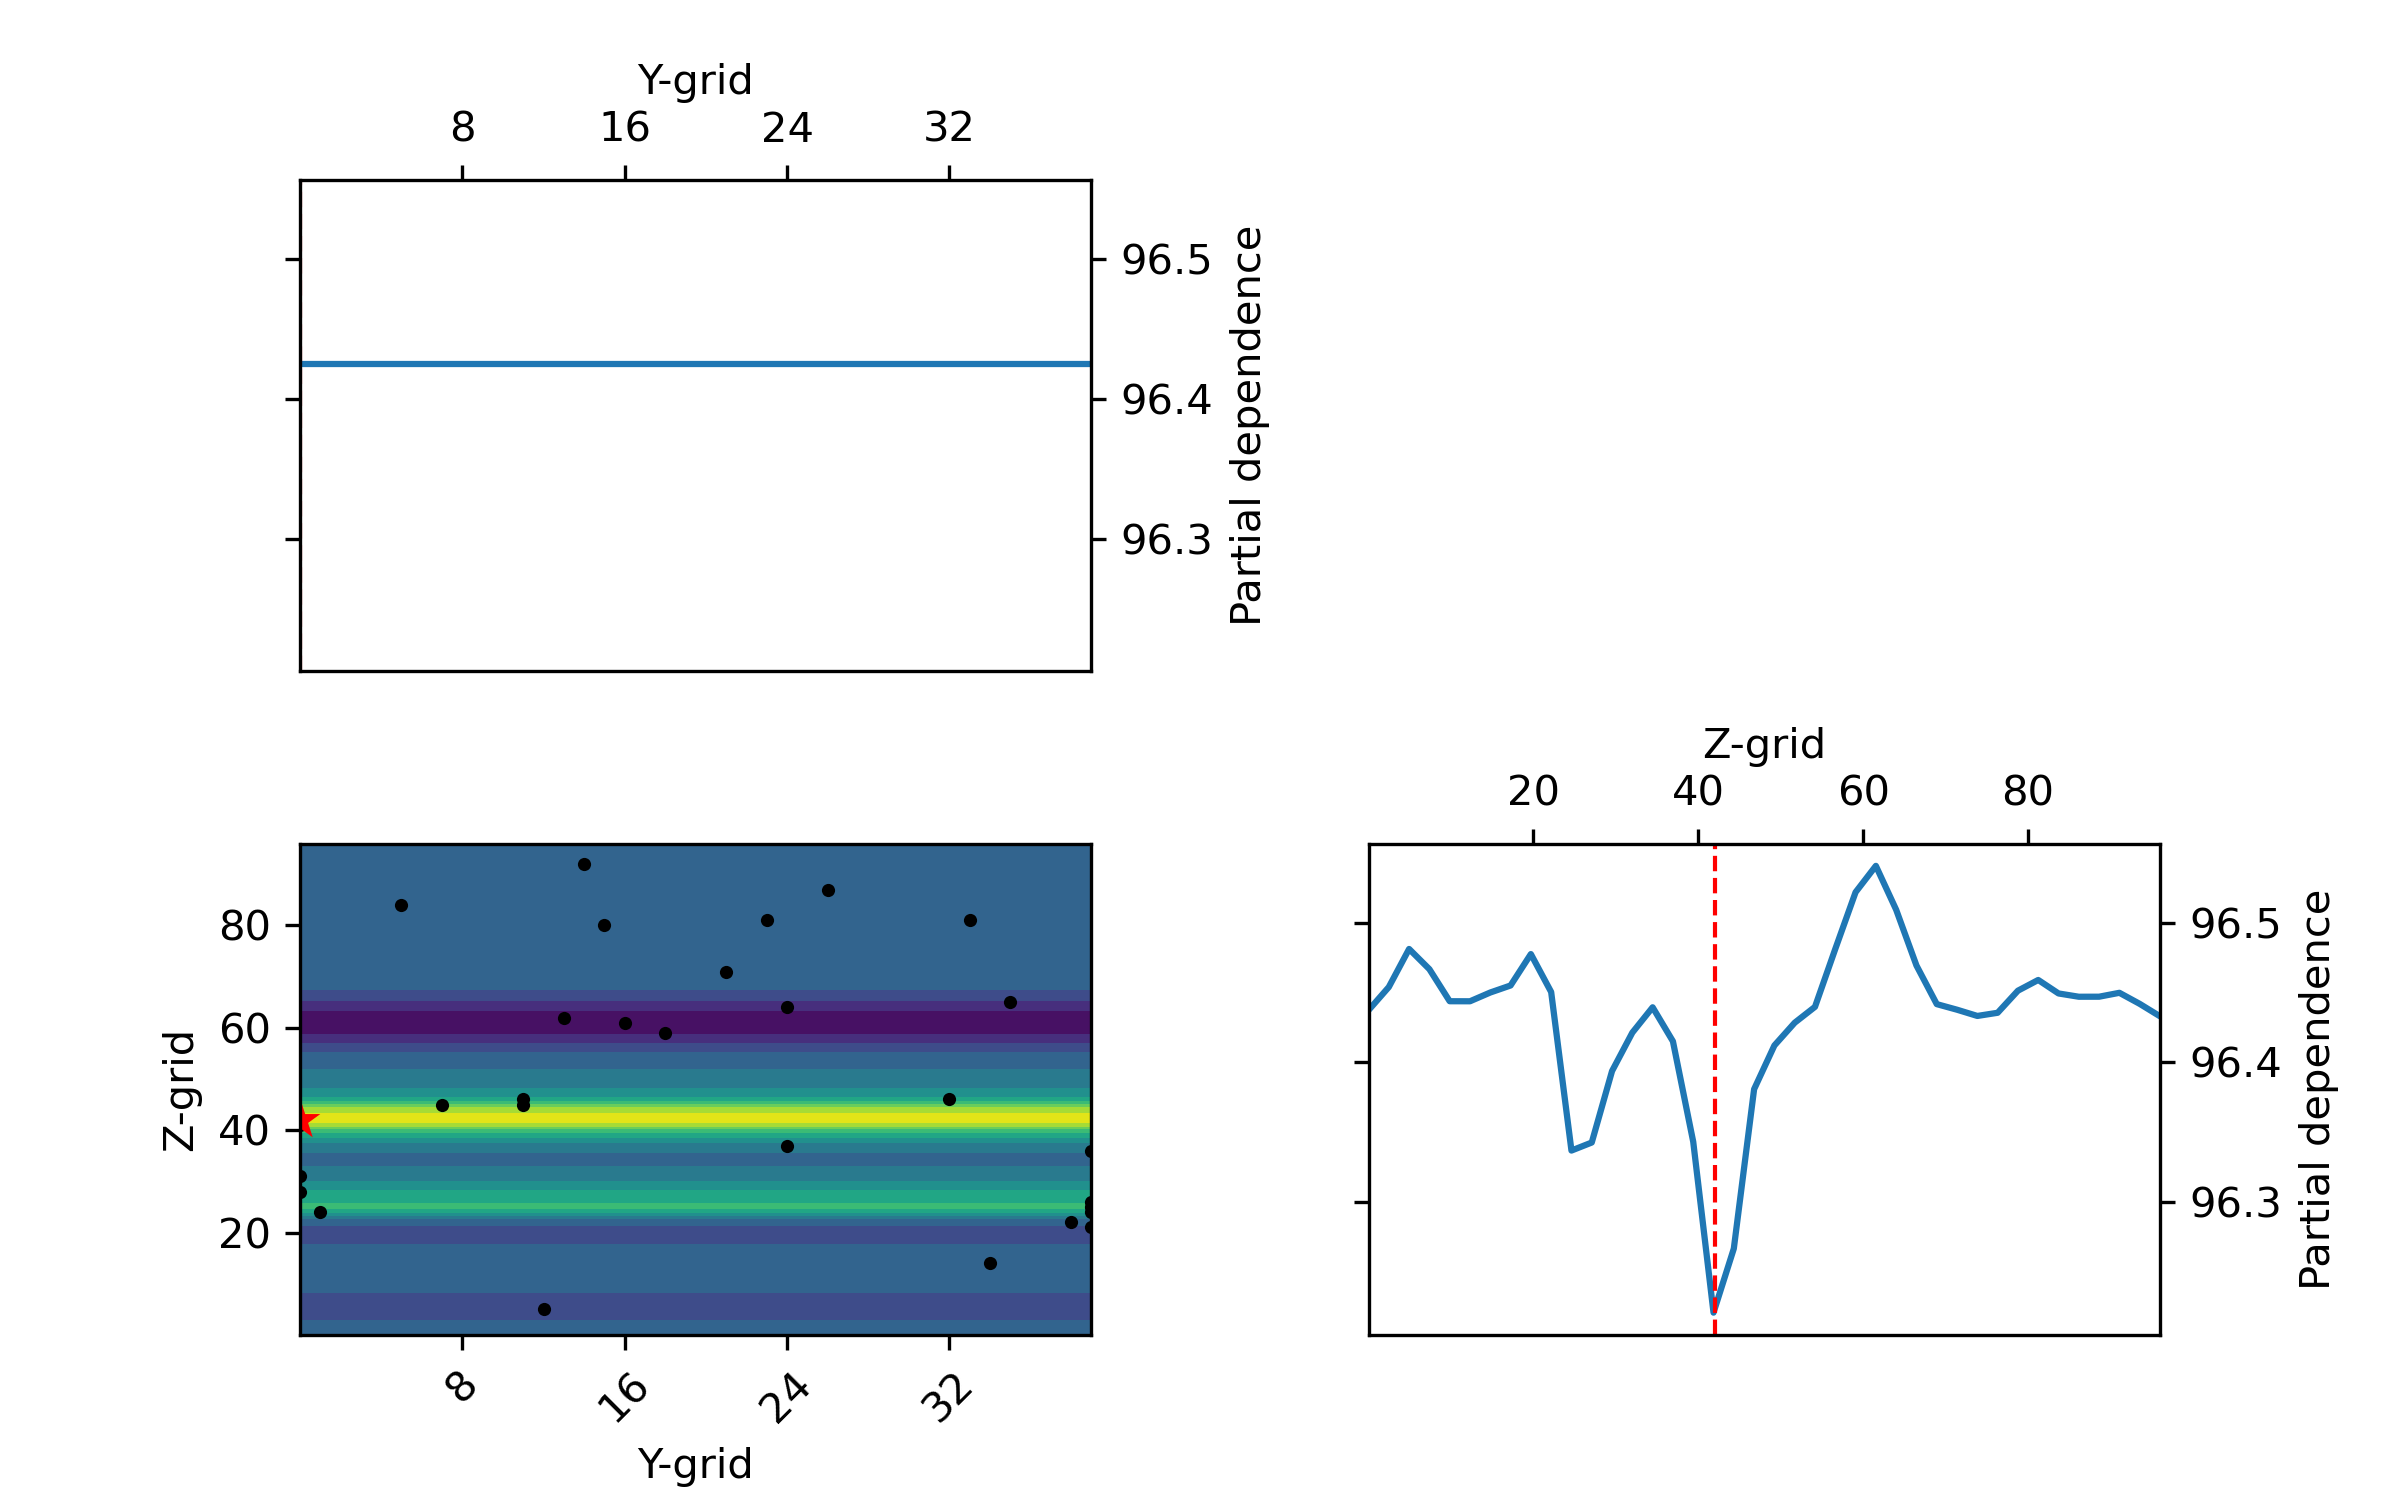 Y-grid
8 16 24 32
96.5
96.4
96.3
Partial dependence
Z-grid
20 40 60 80
80
60
40
20
Z-grid
8 16 24 32
Y-grid
96.5
96.4
96.3
Partial dependence